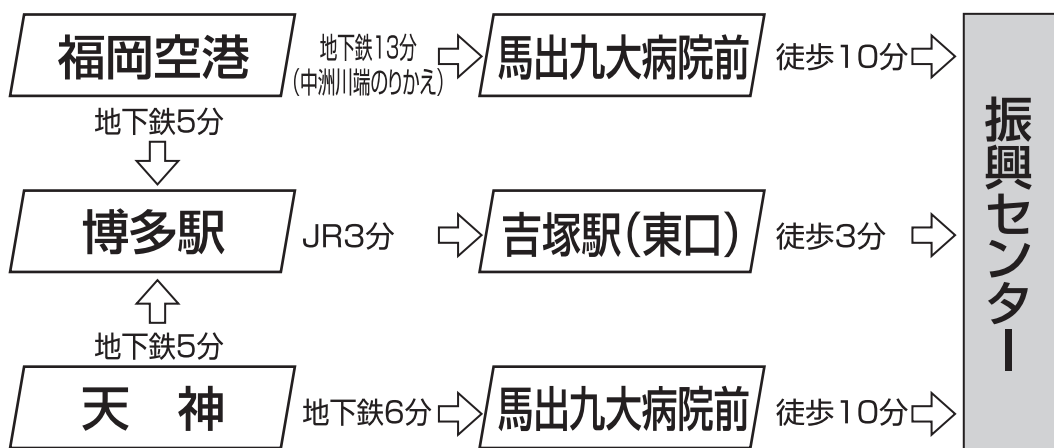 福岡空港
地下鉄13分
(中洲川端のりかえ)
馬出九大病院前
徒歩10分
地下鉄5分
博多駅
JR3分
吉塚駅(東口)
徒歩3分
地下鉄5分
天 神
地下鉄6分
馬出九大病院前
徒歩10分
振興センター